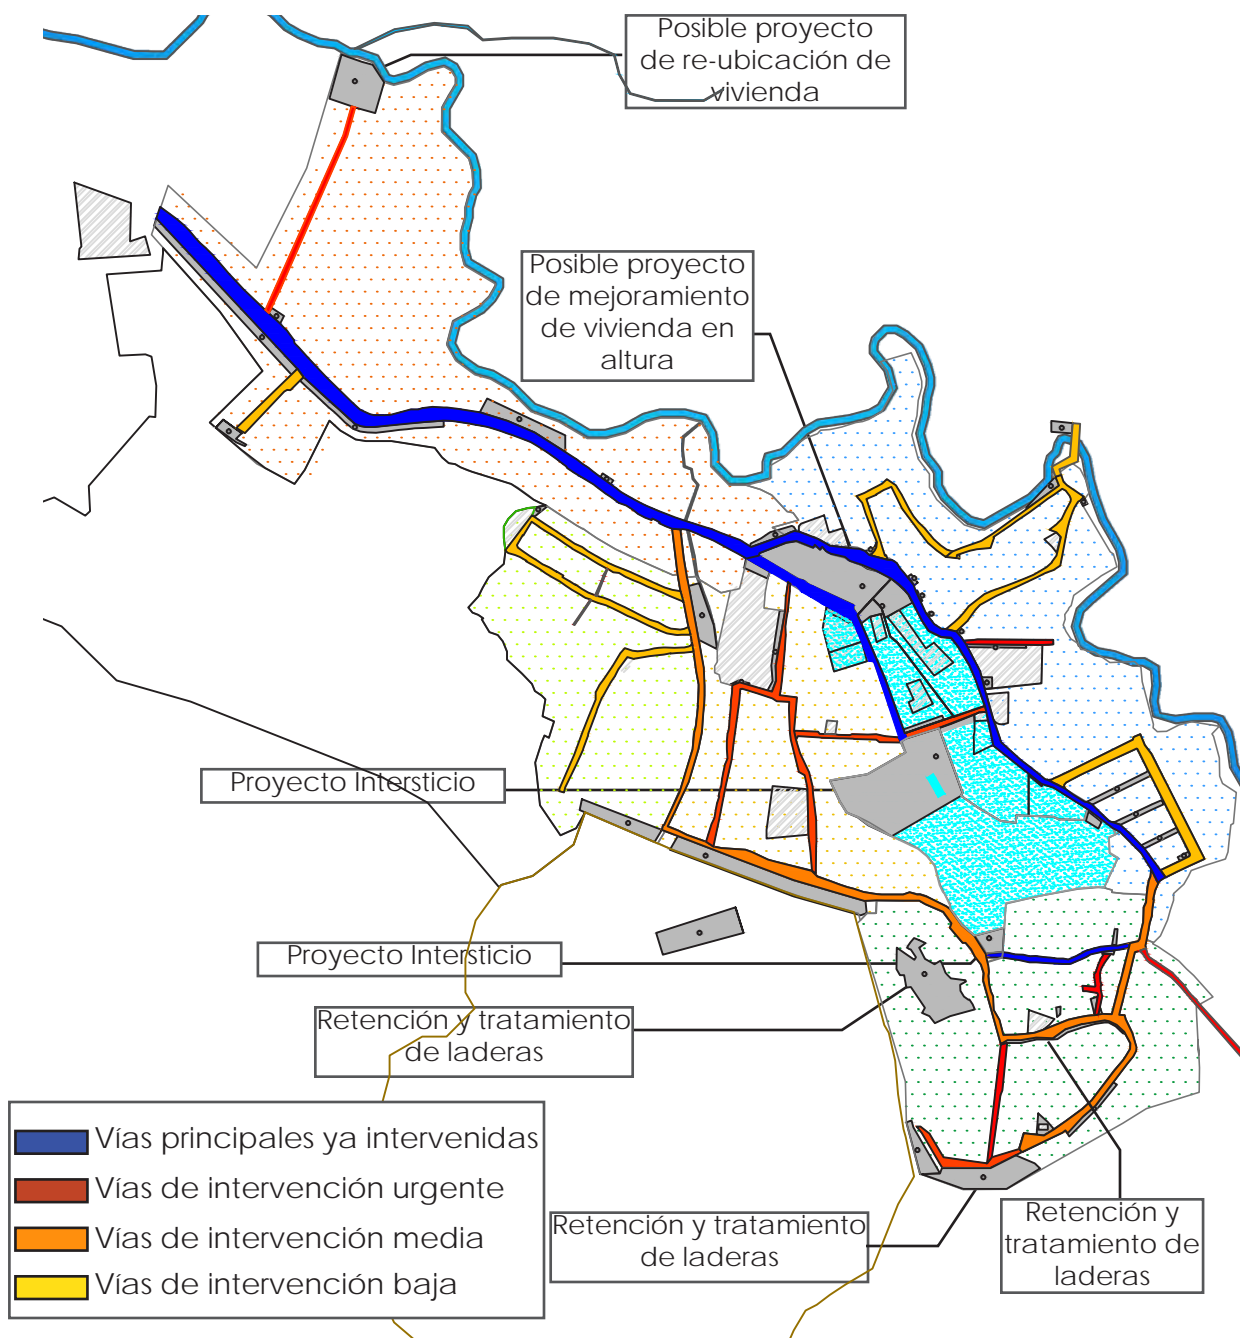 Posible proyecto
de re-ubicación de
vivienda
Posible proyecto
de mejoramiento
de vivienda en
altura
Proyecto Intersticio
Proyecto Intersticio
Retención y tratamiento
de laderas
Vías principales ya intervenidas
Vías de intervención urgente
Vías de intervención media
Vías de intervención baja
Retención y tratamiento
de laderas
Retención y
tratamiento de
laderas